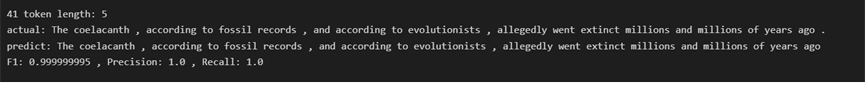 41 token length: 5
actual: The coelacanth , according to fossil records , and according to evolutionists , allegedly went extinct millions and millions of years ago .
predict: The coelacanth , according to fossil records , and according to evolutionists , allegedly went extinct millions and millions of years ago
F1: 0.999999995 , Precision: 1.0 , Recall: 1.0